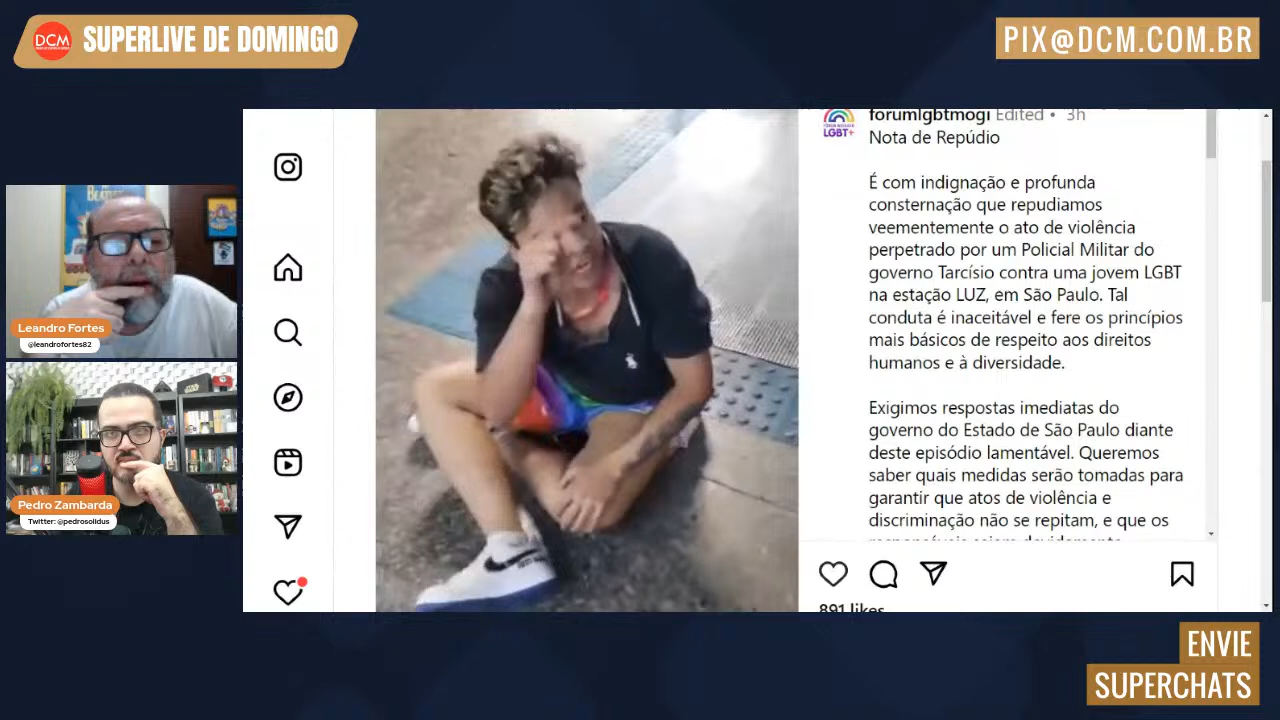 DCM
SUPERLIVE DE DOMINGO
PIX@DCM.COM.BR
Leandro Fortes
@leandrofortes82
Pedro Zambarda
Twitter: @pedrosolidus
LGBT+
forumlgbtmogi Edited • 3h
Nota de Repúdio
É com indignação e profunda
consternação que repudiamos
veementemente o ato de violência
perpetrado por um Policial Militar do
governo Tarcísio contra uma jovem LGBT
na estação LUZ, em São Paulo. Tal
conduta é inaceitável e fere os princípios
mais básicos de respeito aos direitos
humanos e à diversidade.
Exigimos respostas imediatas do
governo do Estado de São Paulo diante
deste episódio lamentável. Queremos
saber quais medidas serão tomadas para
garantir que atos de violência e
discriminação não se repitam, e que os
891 likes
ENVIE
SUPERCHATS